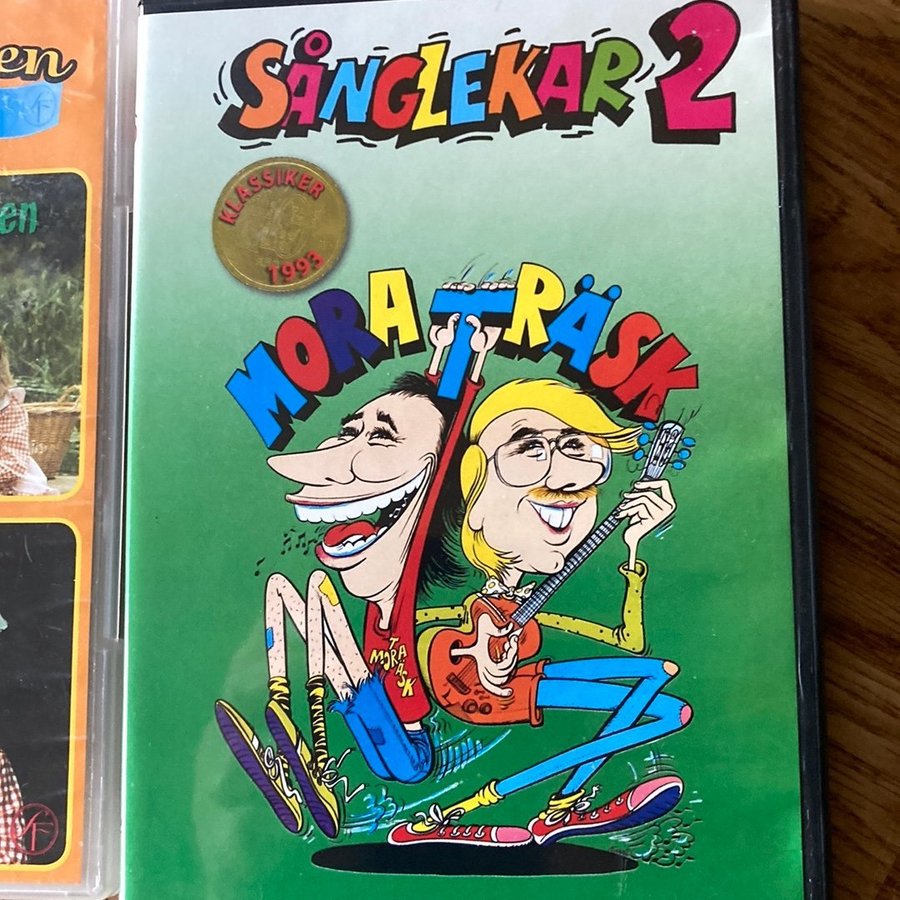 en
en
SÅNGLEKAR 2
KLASSIKER
1993
MORA TRÄSK
MORA
TRÄSK